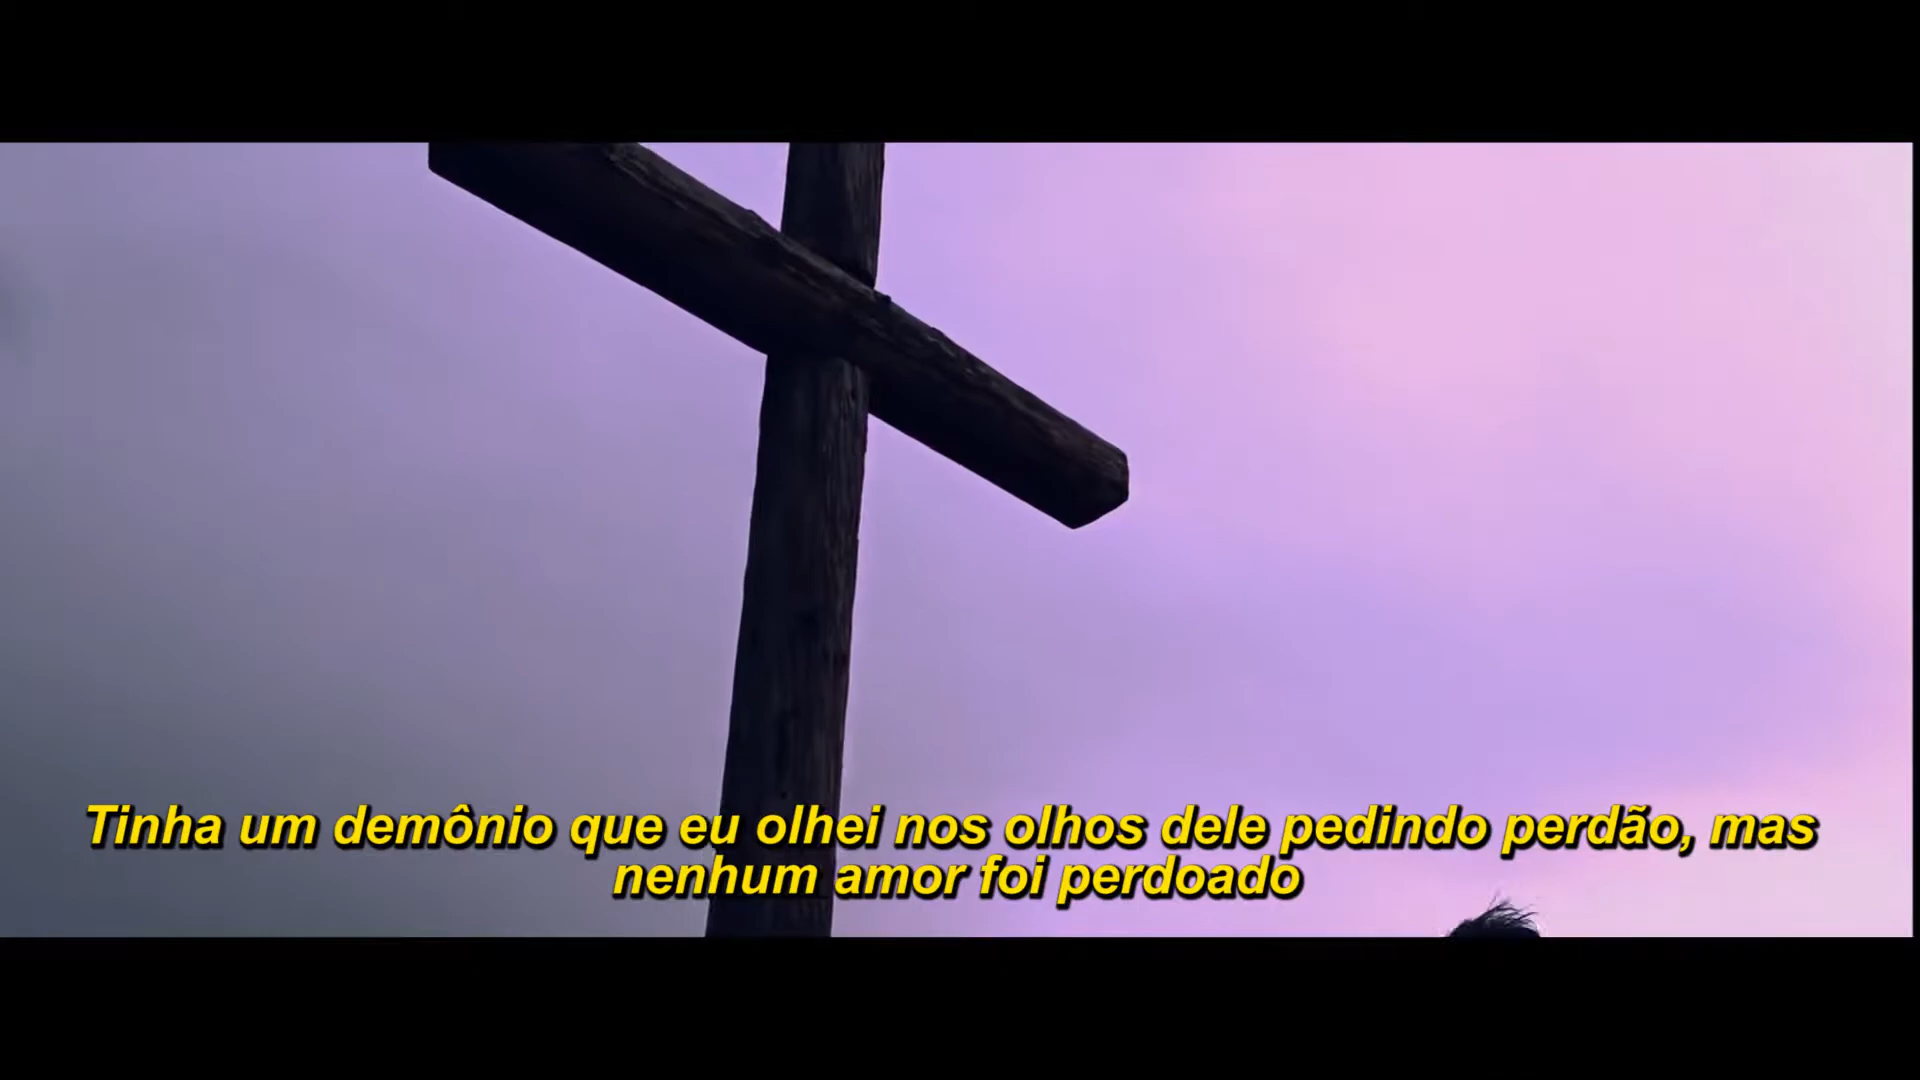 Tinha um demônio que eu olhei nos olhos dele pedindo perdão, mas
nenhum amor foi perdoado